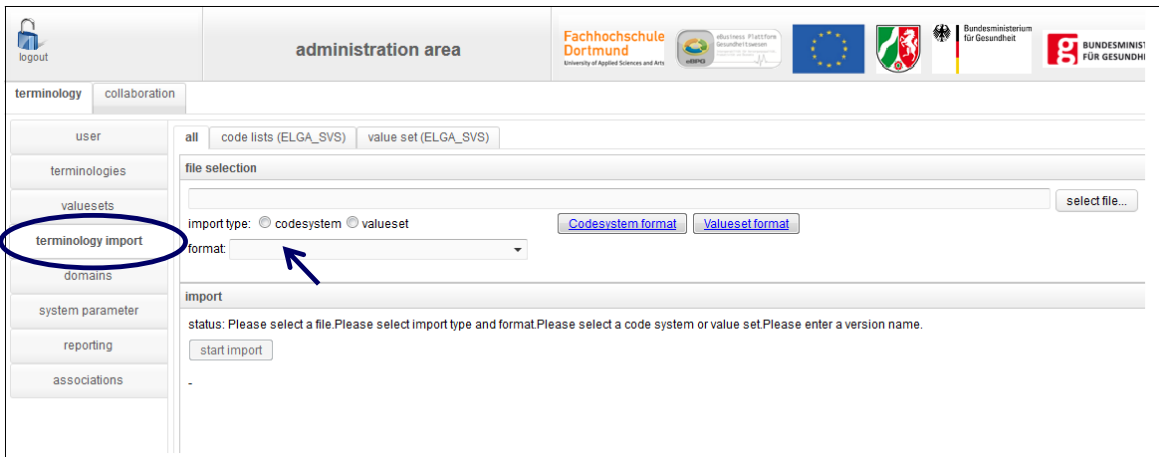 logout
administration area
Fachhochschule
Dortmund
University of Applied Sciences and Arts
eBPG
eBusiness Plattform
Gesundheitswesen
Bundesministerium
für Gesundheit
BUNDESMINIST
FÜR GESUNDHE
terminology
collaboration
user
terminologies
valuesets
terminology import
domains
system parameter
reporting
associations
all
code lists (ELGA_SVS)
value set (ELGA_SVS)
file selection
select file...
import type: codesystem valueset
Codesystem format
Valueset format
format:
import
status: Please select a file.Please select import type and format.Please select a code system or value set.Please enter a version name.
start import
-